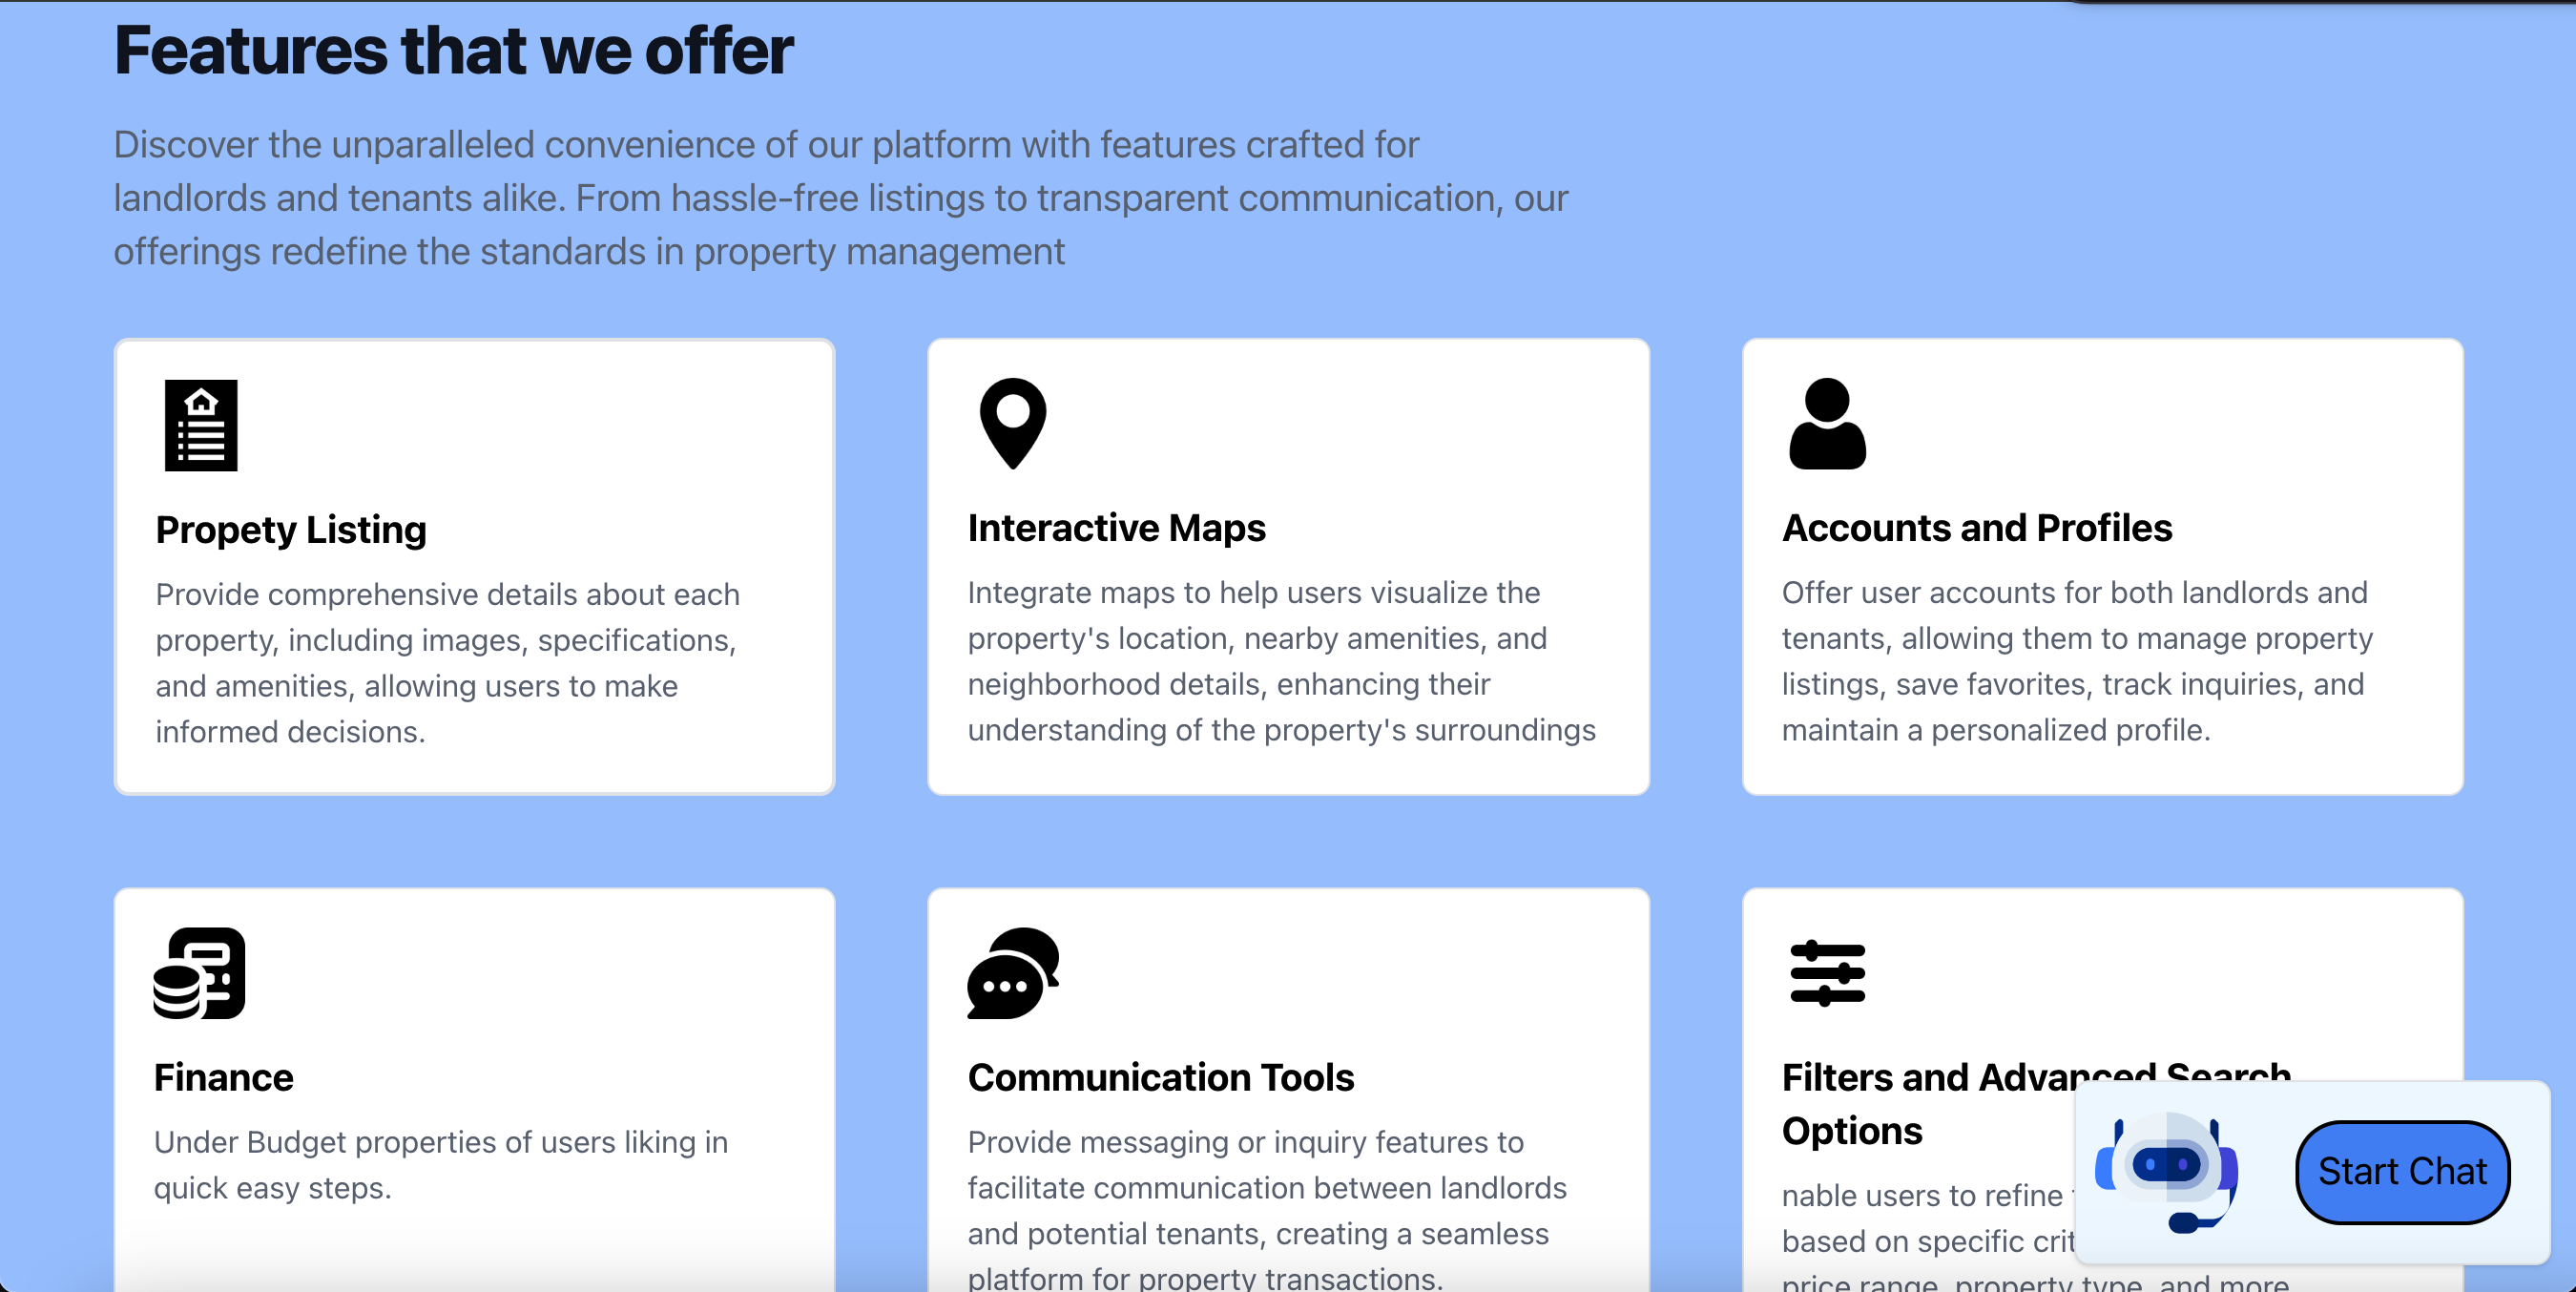 Features that we offer
Discover the unparalleled convenience of our platform with features crafted for
landlords and tenants alike. From hassle-free listings to transparent communication, our
offerings redefine the standards in property management
Propety Listing
Provide comprehensive details about each
property, including images, specifications,
and amenities, allowing users to make
informed decisions.
Interactive Maps
Integrate maps to help users visualize the
property's location, nearby amenities, and
neighborhood details, enhancing their
understanding of the property's surroundings
Accounts and Profiles
Offer user accounts for both landlords and
tenants, allowing them to manage property
listings, save favorites, track inquiries, and
maintain a personalized profile.
Finance
Under Budget properties of users liking in
quick easy steps.
Communication Tools
Provide messaging or inquiry features to
facilitate communication between landlords
and potential tenants, creating a seamless
platform for property transactions.
Filters and Advanced Search
Options
nable users to refine
based on specific
price range, property type, and more
Start Chat